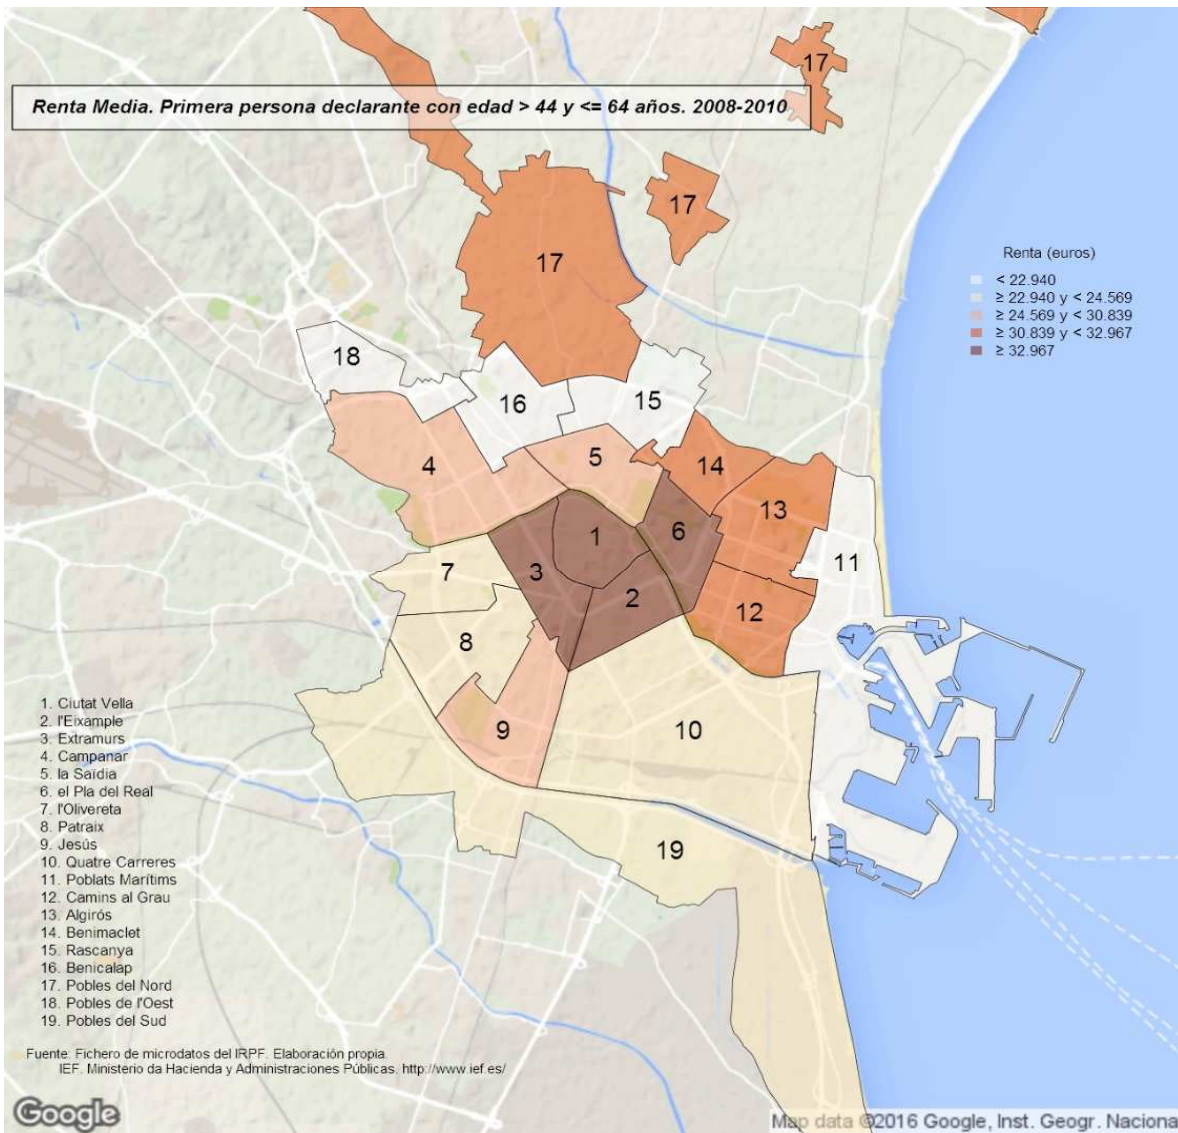 17
Renta Media. Primera persona declarante con edad > 44 y <= 64 años. 2008-2010
17
17
Renta (euros)
< 22.940
≥ 22.940 y < 24.569
≥ 24.569 y < 30.839
≥ 30.839 y < 32.967
≥ 32.967
18
16
15
5
4
14
13
6
1
11
7
3
2
12
8
9
10
19
1. Ciutat Vella
2. l'Eixample
3. Extramurs
4. Campanar
5. la Saïdia
6. el Pla del Real
7. l'Olivereta
8. Patraix
9. Jesús
10. Quatre Carreres
11. Poblats Marítims
12. Camins al Grau
13. Algirós
14. Benimaclet
15. Rascanya
16. Benicalap
17. Pobles del Nord
18. Pobles de l'Oest
19. Pobles del Sud
Fuente: Fichero de microdatos del IRPF. Elaboración propia.
IEF. Ministerio da Hacienda y Administraciones Públicas, http://www.ief.es/
Google
Map data ©2016 Google, Inst. Geogr. Naciona